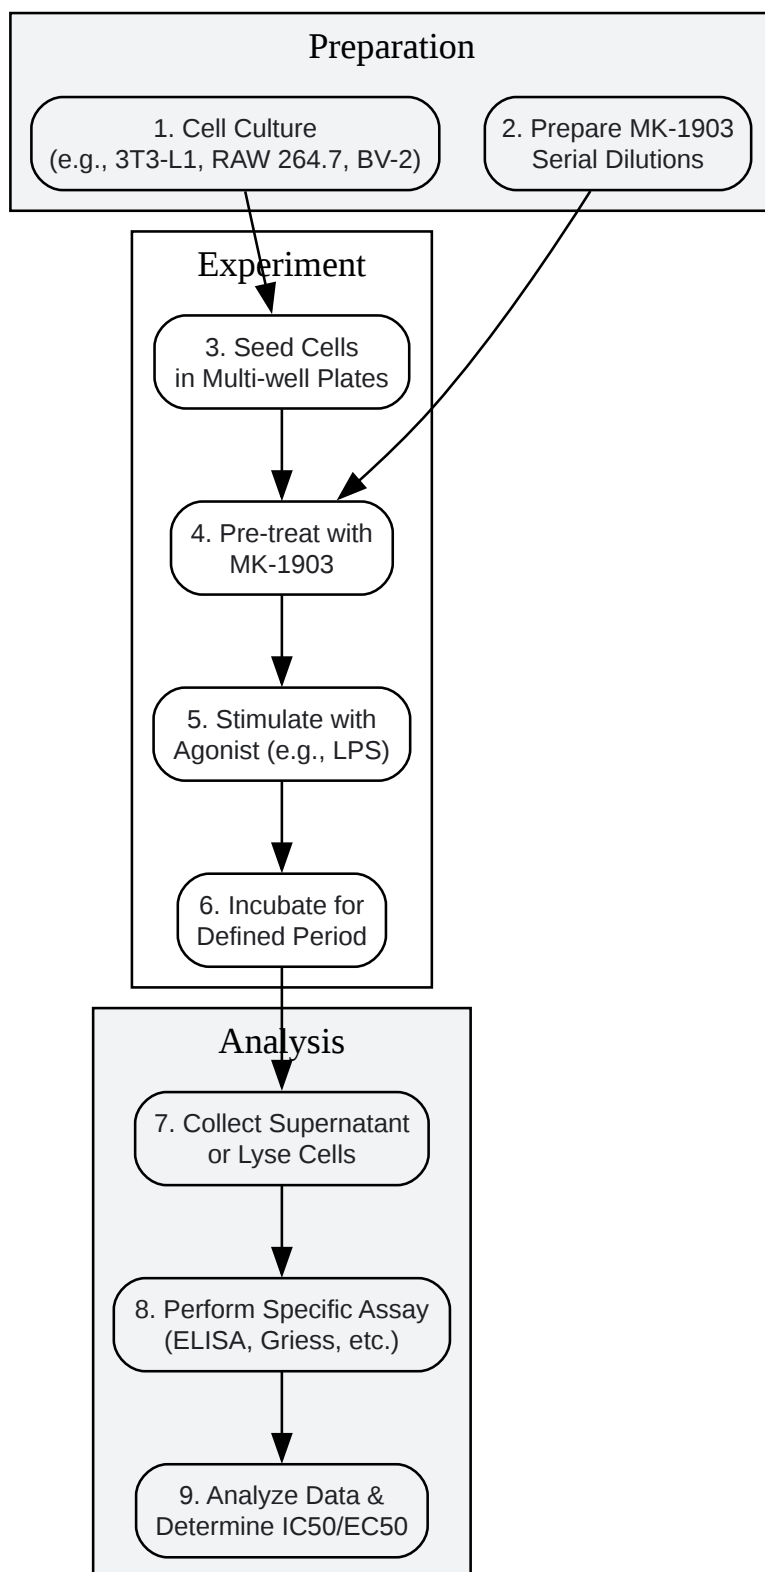 Preparation
1. Cell Culture
(e.g., 3T3-L1, RAW 264.7, BV-2)
2. Prepare MK-1903
Serial Dilutions
Experiment
3. Seed Cells
in Multi-well Plates
4. Pre-treat with
MK-1903
5. Stimulate with
Agonist (e.g., LPS)
6. Incubate for
Defined Period
Analysis
7. Collect Supernatant
or Lyse Cells
8. Perform Specific Assay
(ELISA, Griess, etc.)
9. Analyze Data &
Determine IC50/EC50